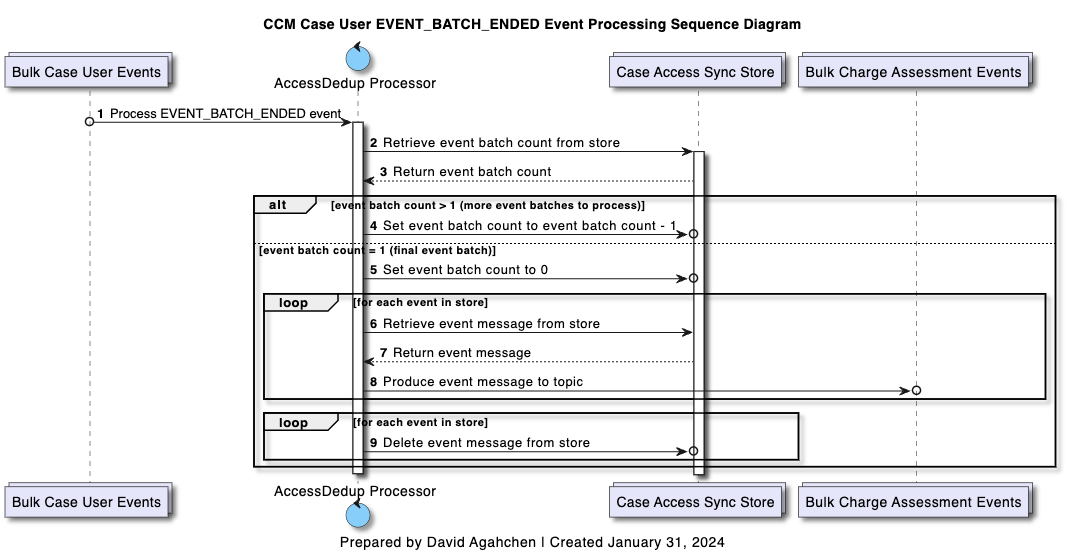 CCM Case User EVENT_BATCH_ENDED Event Processing Sequence Diagram
Bulk Case User Events
AccessDedup Processor
Case Access Sync Store
Bulk Charge Assessment Events
1 Process EVENT_BATCH_ENDED event
2 Retrieve event batch count from store
3 Return event batch count
alt [event batch count > 1 (more event batches to process)]
4 Set event batch count to event batch count - 1
[event batch count = 1 (final event batch)]
5 Set event batch count to 0
loop [for each event in store]
6 Retrieve event message from store
7 Return event message
8 Produce event message to topic
loop [for each event in store]
9 Delete event message from store
Bulk Case User Events
AccessDedup Processor
Case Access Sync Store
Bulk Charge Assessment Events
Prepared by David Agahchen | Created January 31, 2024